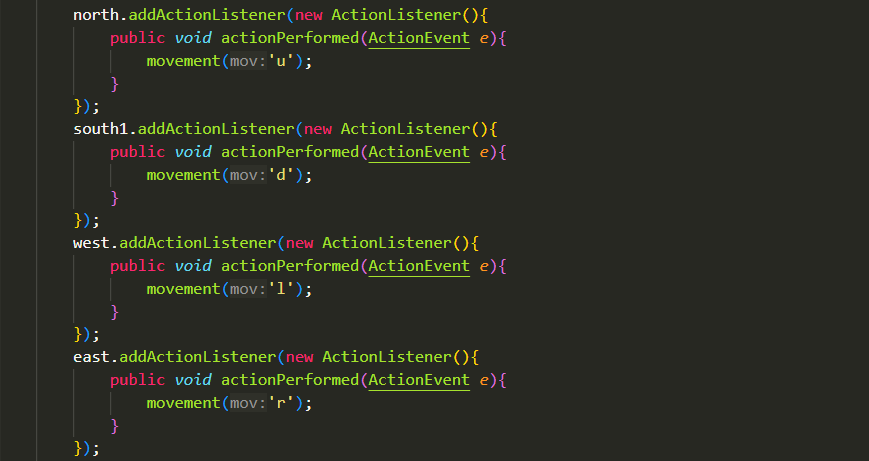 north.addActionListener(new ActionListener(){
public void actionPerformed(ActionEvent e){
movement(mov:'u');
}
});
south1.addActionListener(new ActionListener(){
public void actionPerformed(ActionEvent e){
movement(mov:'d');
}
});
west.addActionListener(new ActionListener(){
public void actionPerformed(ActionEvent e){
movement(mov:'l');
}
});
east.addActionListener(new ActionListener(){
public void actionPerformed(ActionEvent e){
movement(mov:'r');
}
});